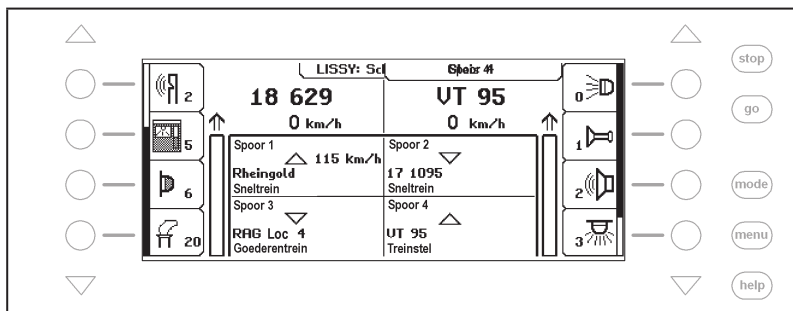 LISSY: Scl
18 629
VT 95
0 km/h
0 km/h
2
5
6
20
0
1
2
3
Spoor 1
115 km/h
Rheingold
Sneltrein
Spoor 2
17 1095
Sneltrein
Spoor 3
RAG Loc 4
Goederentrein
Spoor 4
VT 95
Treinstel
stop
go
mode
menu
help